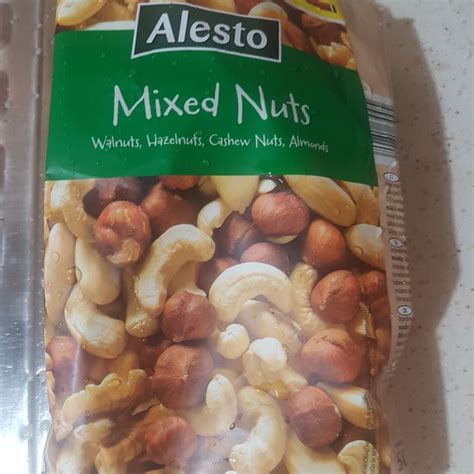 Alesto
Mixed Nuts
Walnuts, Hazelnuts, Cashew Nuts, Almonds